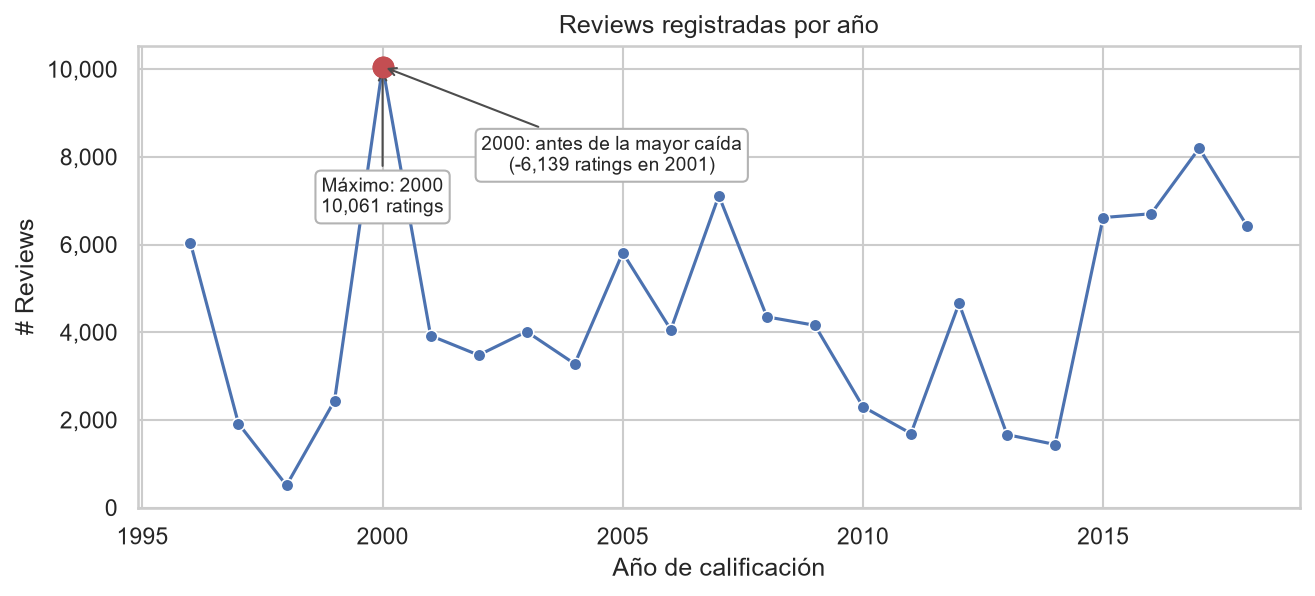 Reviews registradas por año
# Reviews
10,000
8,000
6,000
4,000
2,000
0
2000: antes de la mayor caída
(-6,139 ratings en 2001)
Máximo: 2000
10,061 ratings
1995
2000
2005
2010
2015
Año de calificación